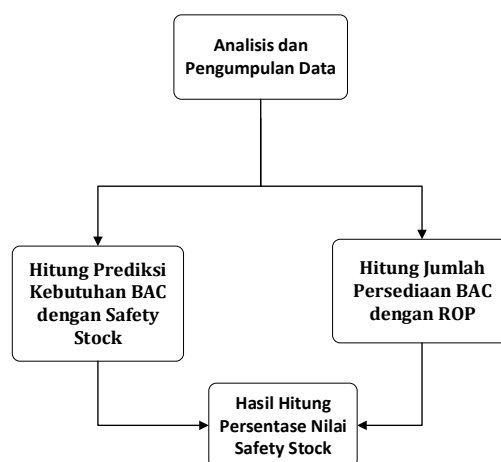 Analisis dan
Pengumpulan Data
Hitung Prediksi
Kebutuhan BAC
dengan Safety
Stock
Hitung Jumlah
Persediaan BAC
dengan ROP
Hasil Hitung
Persentase Nilai
Safety Stock